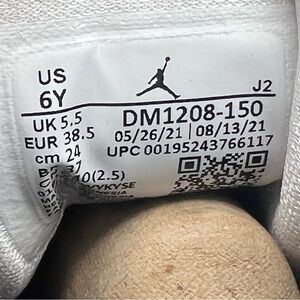 US
6Y
J2
UK 5.5
EUR 38.5
cm 24
DM1208-150
05/26/21 | 08/13/21
UPC 00195243766117